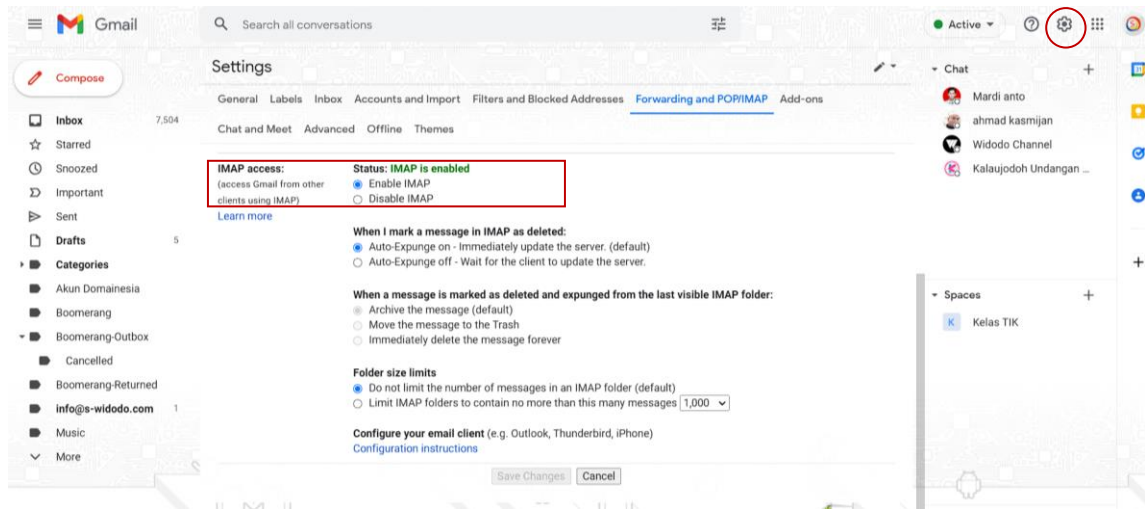 Gmail
Search all conversations
Active
Compose
Inbox 7,504
Starred
Snoozed
Important
Sent
Drafts 5
Categories
Akun Domainesia
Boomerang
Boomerang-Outbox
Cancelled
Boomerang-Returned
info@s-widodo.com 1
Music
More
Settings
General Labels Inbox Accounts and Import Filters and Blocked Addresses Forwarding and POP/IMAP Add-ons
Chat and Meet Advanced Offline Themes
IMAP access:
(access Gmail from other
clients using IMAP)
Learn more
Status: IMAP is enabled
Enable IMAP
Disable IMAP
When I mark a message in IMAP as deleted:
Auto-Expunge on - Immediately update the server. (default)
Auto-Expunge off - Wait for the client to update the server.
When a message is marked as deleted and expunged from the last visible IMAP folder:
Archive the message (default)
Move the message to the Trash
Immediately delete the message forever
Folder size limits
Do not limit the number of messages in an IMAP folder (default)
Limit IMAP folders to contain no more than this many messages 1,000
Configure your email client (e.g. Outlook, Thunderbird, iPhone)
Configuration instructions
Save Changes Cancel
Chat
Mardi anto
ahmad kasmijan
Widodo Channel
Kalaujodoh Undangan ...
Spaces
K Kelas TIK